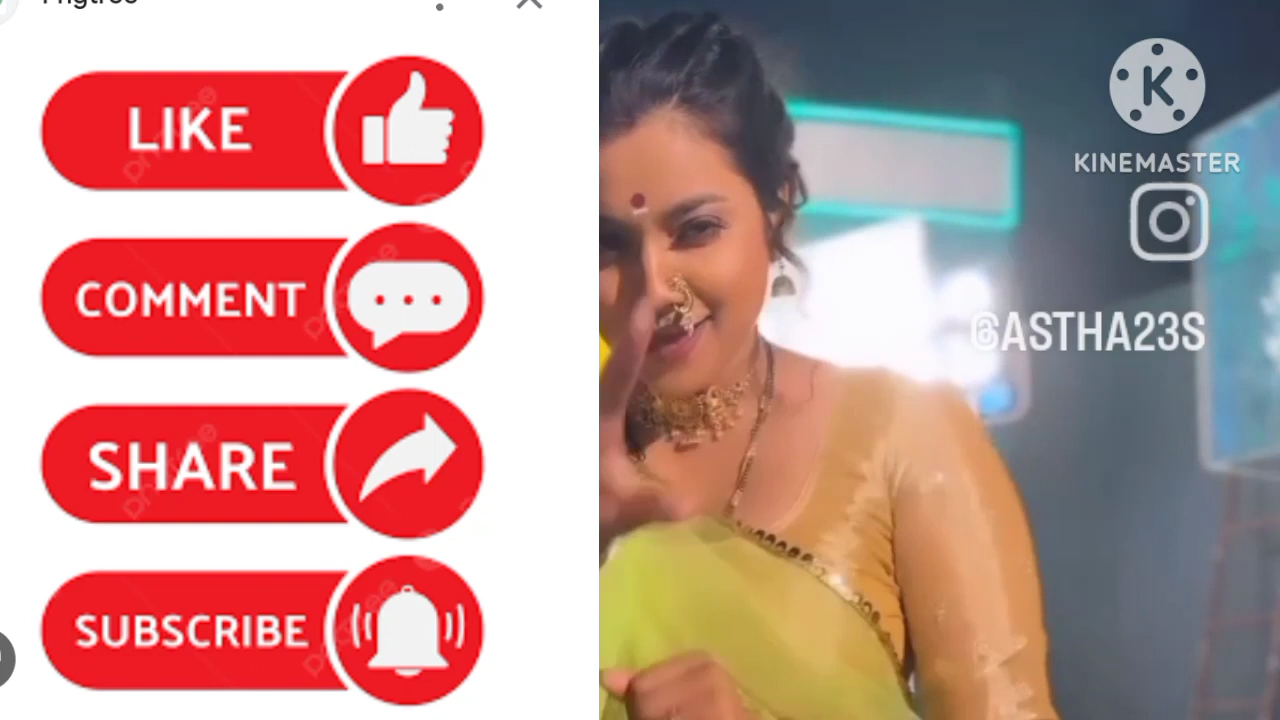 LIKE
COMMENT
SHARE
SUBSCRIBE
KINEMASTER
@ASTHA23S